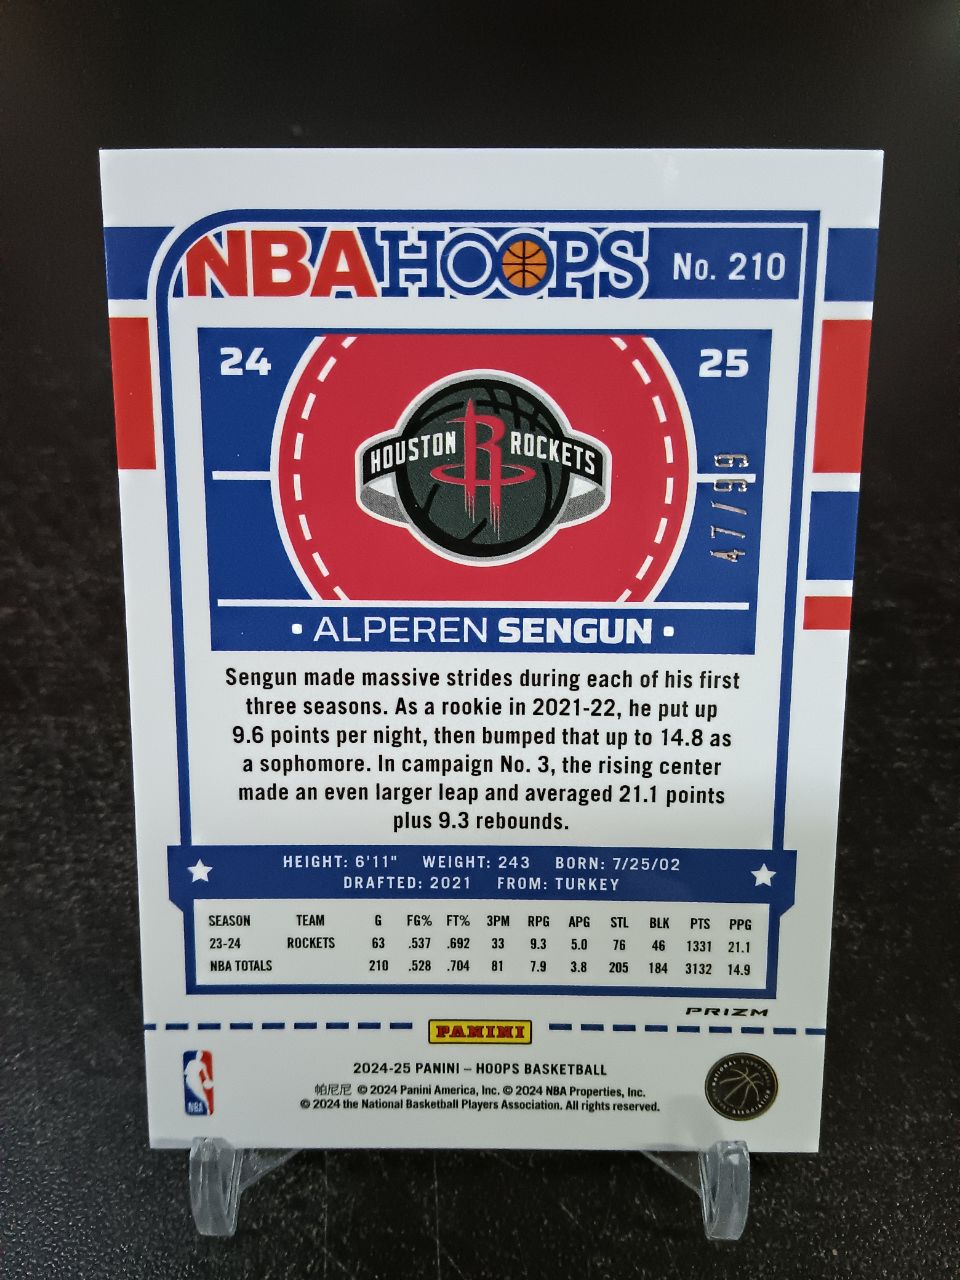 NBA HOOPS No. 210
24 25
HOUSTON ROCKETS
47/99
• ALPEREN SENGUN •
Sengun made massive strides during each of his first
three seasons. As a rookie in 2021-22, he put up
9.6 points per night, then bumped that up to 14.8 as
a sophomore. In campaign No. 3, the rising center
made an even larger leap and averaged 21.1 points
plus 9.3 rebounds.
HEIGHT: 6'11" WEIGHT: 243 BORN: 7/25/02
DRAFTED: 2021 FROM: TURKEY
SEASON TEAM G FG% FT% 3PM RPG APG STL BLK PTS PPG
23-24 ROCKETS 63 .537 .692 33 9.3 5.0 76 46 1331 21.1
NBA TOTALS 210 .528 .704 81 7.9 3.8 205 184 3132 14.9
PRIZM
PANINI
2024-25 PANINI – HOOPS BASKETBALL
帕尼尼 © 2024 Panini America, Inc. © 2024 NBA Properties, Inc.
© 2024 the National Basketball Players Association. All rights reserved.
NBA
NATIONAL BASKETBALL PLAYERS ASSOCIATION